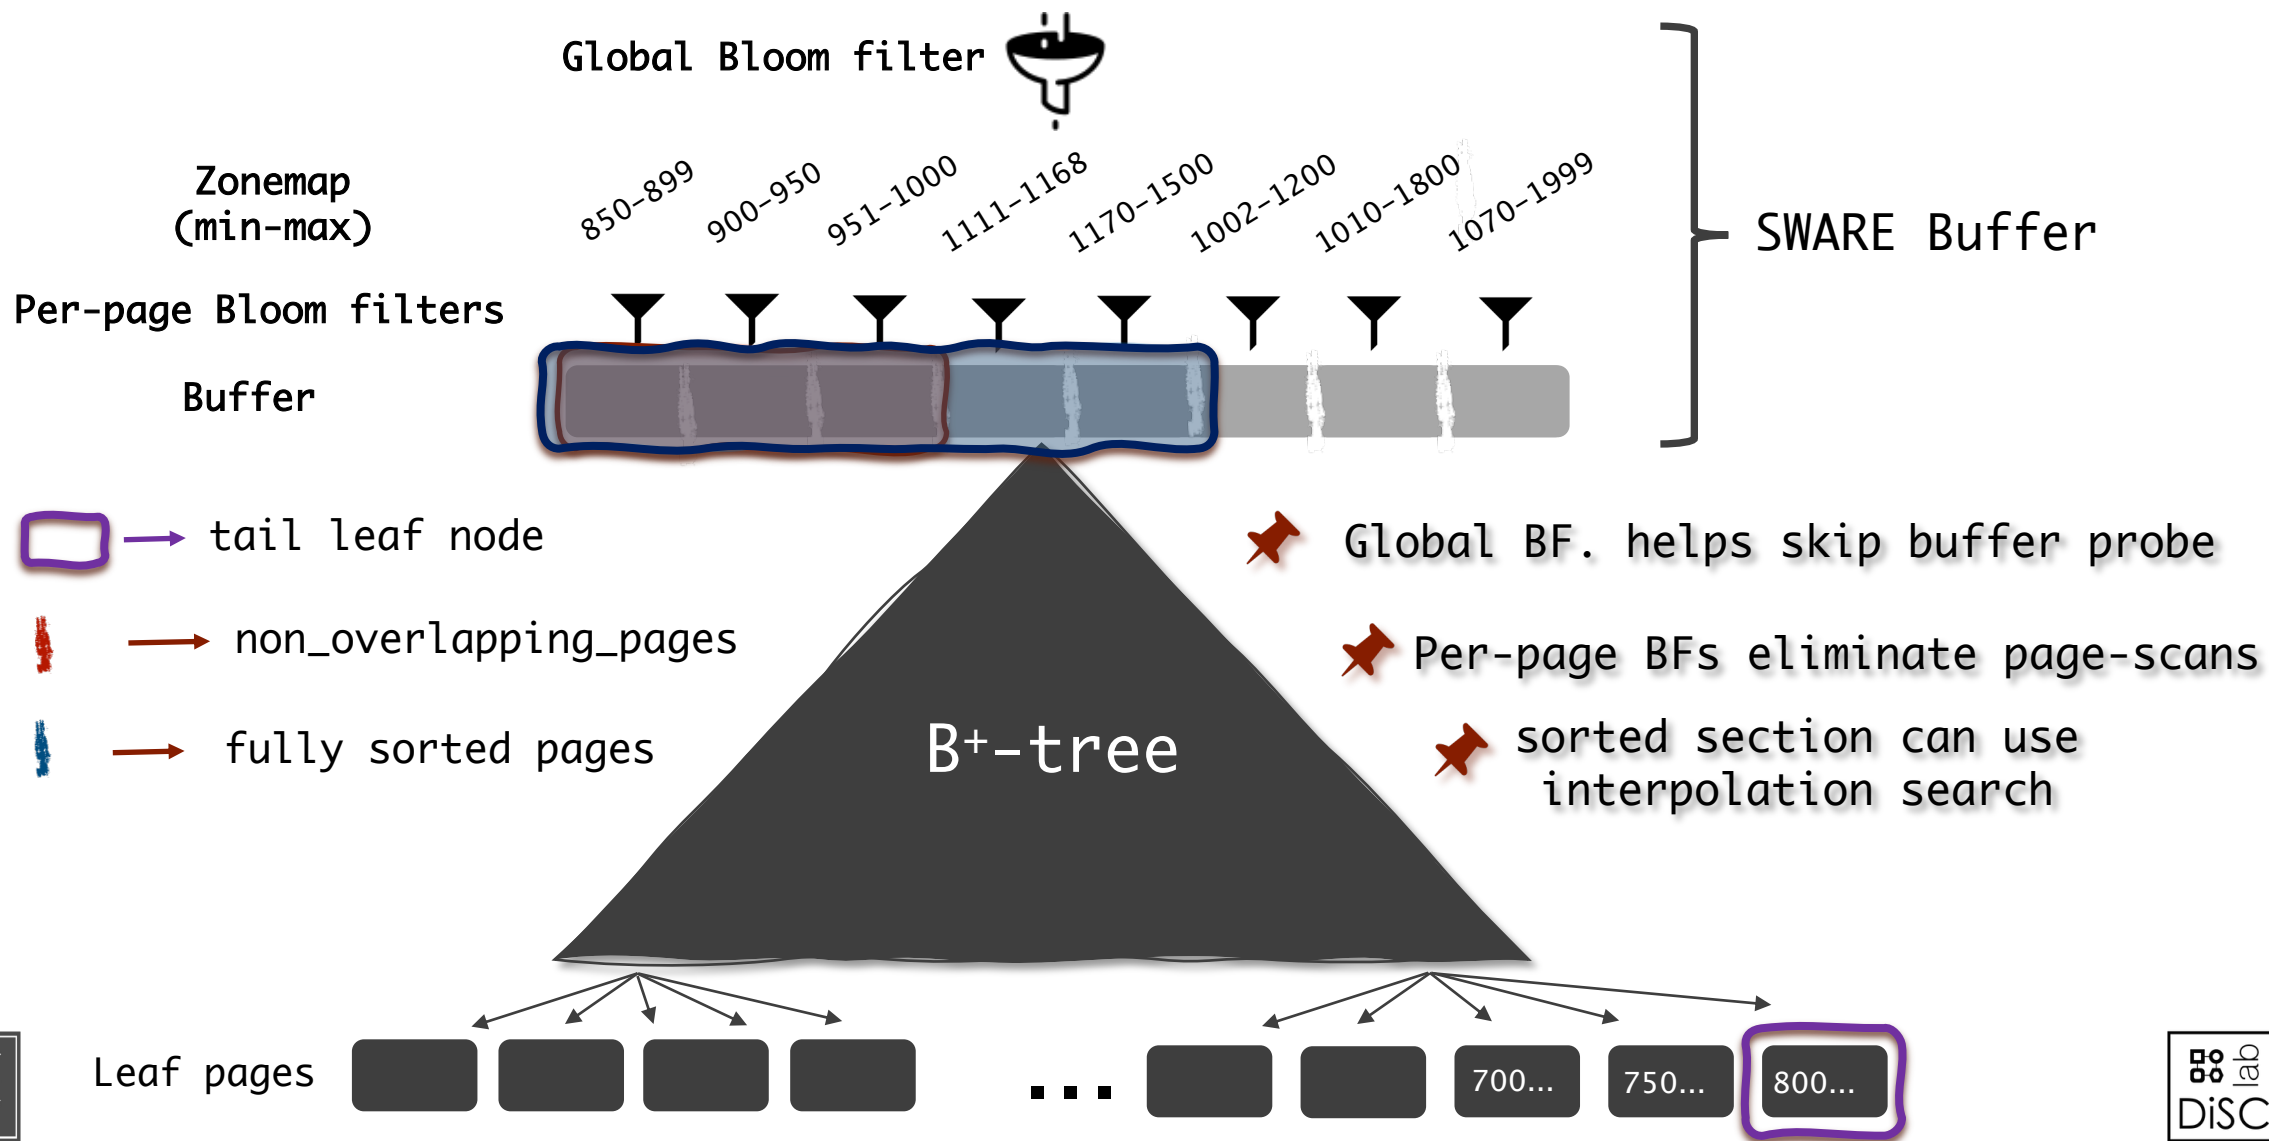 Global Bloom filter
Zonemap
(min-max)
850-899
900-950
951-1000
1111-1168
1170-1500
1002-1200
1010-1800
1070-1999
SWARE Buffer
Per-page Bloom filters
Buffer
tail leaf node
non_overlapping_pages
fully sorted pages
Global BF. helps skip buffer probe
Per-page BFs eliminate page-scans
sorted section can use
interpolation search
B+-tree
Leaf pages
...
700...
750...
800...
lab
DiSC